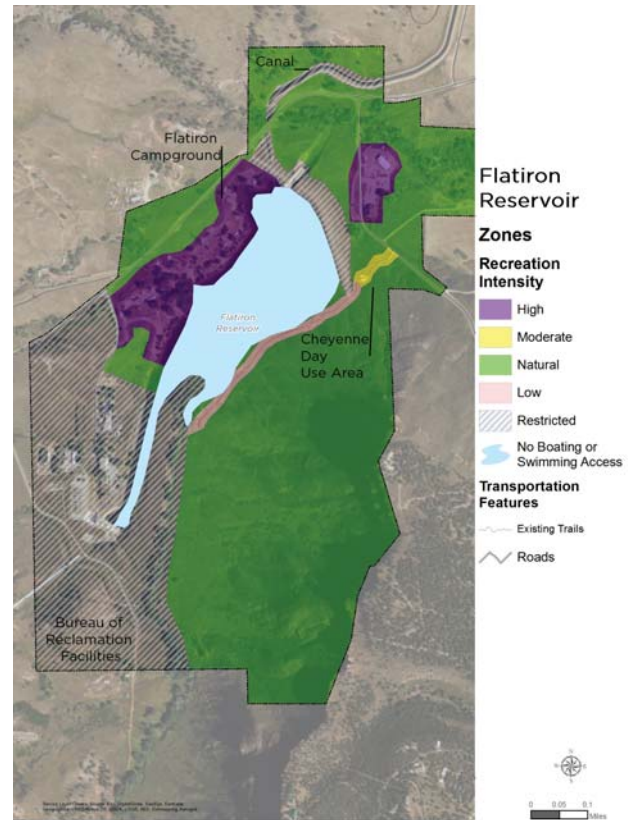 Canal
Flatiron
Campground
Flatiron
Reservoir
Cheyenne
Day
Use Area
Bureau of
Reclamation
Facilities
Flatiron
Reservoir
Zones
Recreation
Intensity
High
Moderate
Natural
Low
Restricted
No Boating or
Swimming Access
Transportation
Features
Existing Trails
Roads
N
E
S
W
0 0.05 0.1
Miles